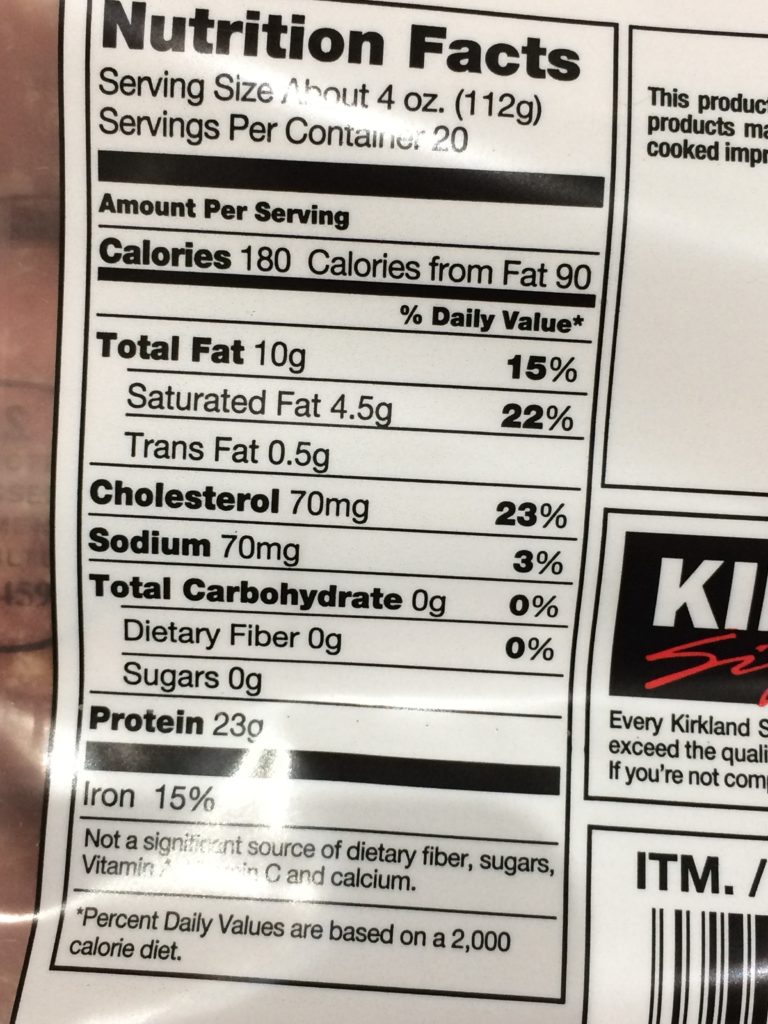 Nutrition Facts
Serving Size About 4 oz. (112g)
Servings Per Container 20
Amount Per Serving
Calories 180 Calories from Fat 90
% Daily Value*
Total Fat 10g 15%
Saturated Fat 4.5g 22%
Trans Fat 0.5g
Cholesterol 70mg 23%
Sodium 70mg 3%
Total Carbohydrate 0g 0%
Dietary Fiber 0g 0%
Sugars 0g
Protein 23g
Iron 15%
Not a significant source of dietary fiber, sugars,
Vitamin C and calcium.
*Percent Daily Values are based on a 2,000
calorie diet.
This produc
products ma
cooked impr
KI
Si
Every Kirkland S
exceed the quali
If you're not com
ITM. /